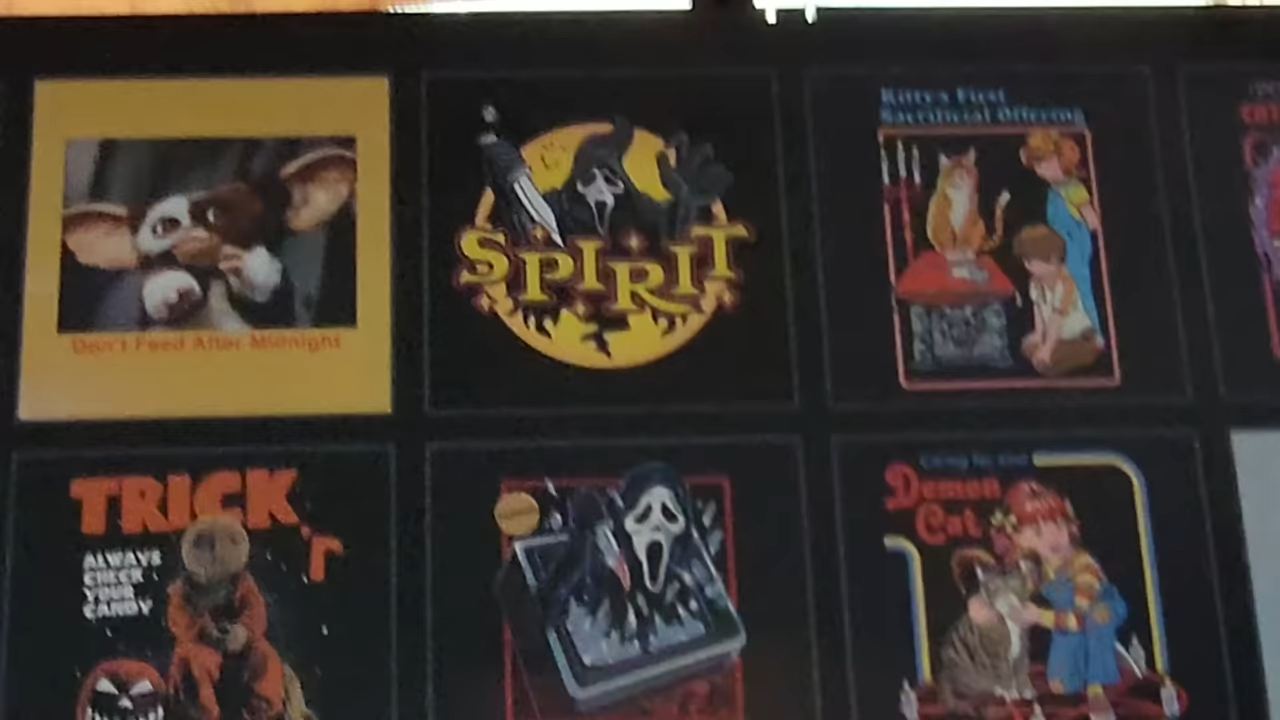 Kitty's First
Sacrificial Offering
SPIRIT
Don't Feed After Midnight
TRICK
'r
ALWAYS
CHECK
YOUR
CANDY
Demon
Cat